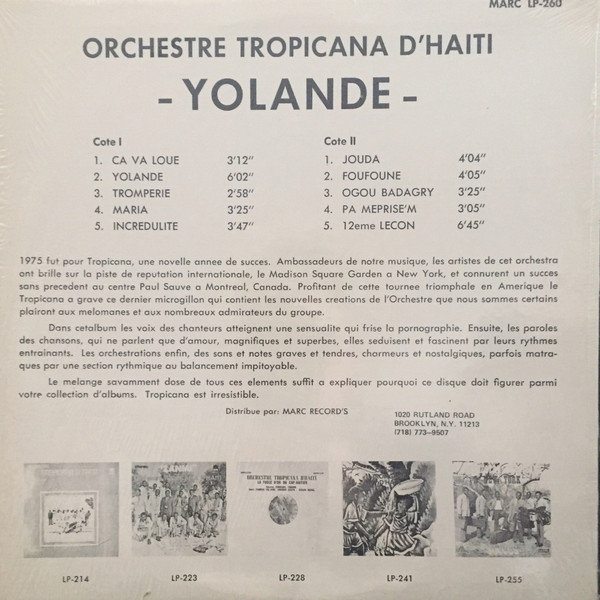 MARC LP-260
ORCHESTRE TROPICANA D'HAITI
- YOLANDE -
Cote I
1. CA VA LOUE 3'12"
2. YOLANDE 6'02"
3. TROMPERIE 2'58"
4. MARIA 3'25"
5. INCREDULITE 3'47"
Cote II
1. JOUDA 4'04"
2. FOUFOUNE 4'05"
3. OGOU BADAGRY 3'25"
4. PA MEPRISE'M 3'05"
5. 12eme LECON 6'45"
1975 fut pour Tropicana, une novelle annee de succes. Ambassadeurs de notre musique, les artistes de cet orchestra
ont brille sur la piste de reputation internationale, le Madison Square Garden a New York, et connurent un succes
sans precedent au centre Paul Sauve a Montreal, Canada. Profitant de cette tournee triomphale en Amerique le
Tropicana a grave ce dernier microgillon qui contient les nouvelles creations de l'Orchestre que nous sommes certains
plairont aux melomanes et aux nombreaux admirateurs du groupe.
Dans cetalbum les voix des chanteurs atteignent une sensualite qui frise la pornographie. Ensuite, les paroles
des chansons, qui ne parlent que d'amour, magnifiques et superbes, elles seduisent et fascinent par leurs rythmes
entrainants. Les orchestrations enfin, des sons et notes graves et tendres, charmeurs et nostalgiques, parfois matra-
ques par une section rythmique au balancement impitoyable.
Le melange savamment dose de tous ces elements suffit a expliquer pourquoi ce disque doit figurer parmi
votre collection d'albums. Tropicana est irresistible.
Distribue par: MARC RECORD'S
1020 RUTLAND ROAD
BROOKLYN, N.Y. 11213
(718) 773-9507
ORCHESTRE TROPICANA D'HAITI
LP-214
LP-223
LP-228
LP-241
LP-255